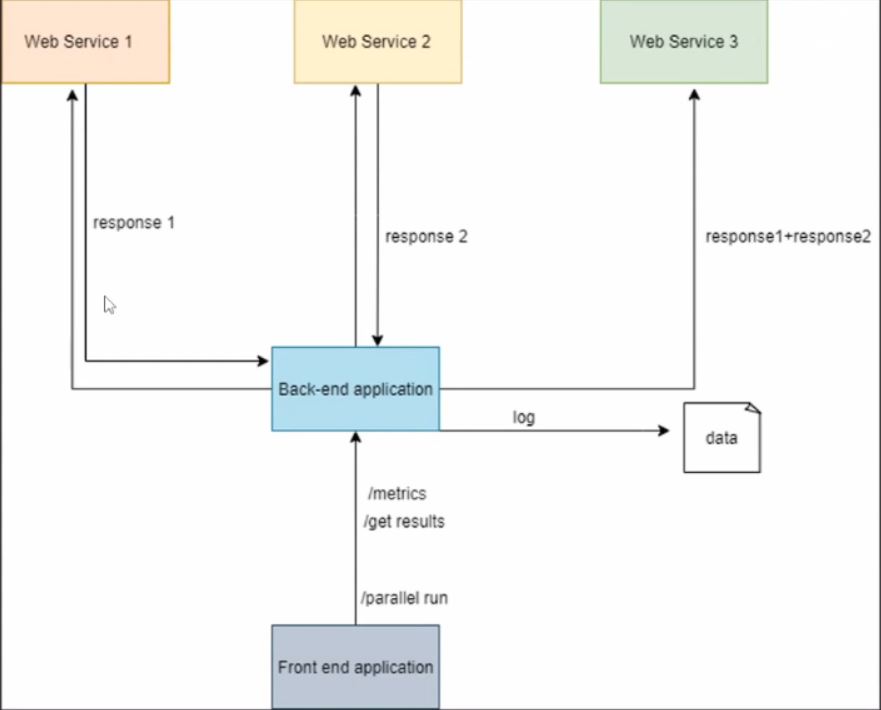 Web Service 1
Web Service 2
Web Service 3
response 1
response 2
response1+response2
Back-end application
log
data
/metrics
/get results
/parallel run
Front end application